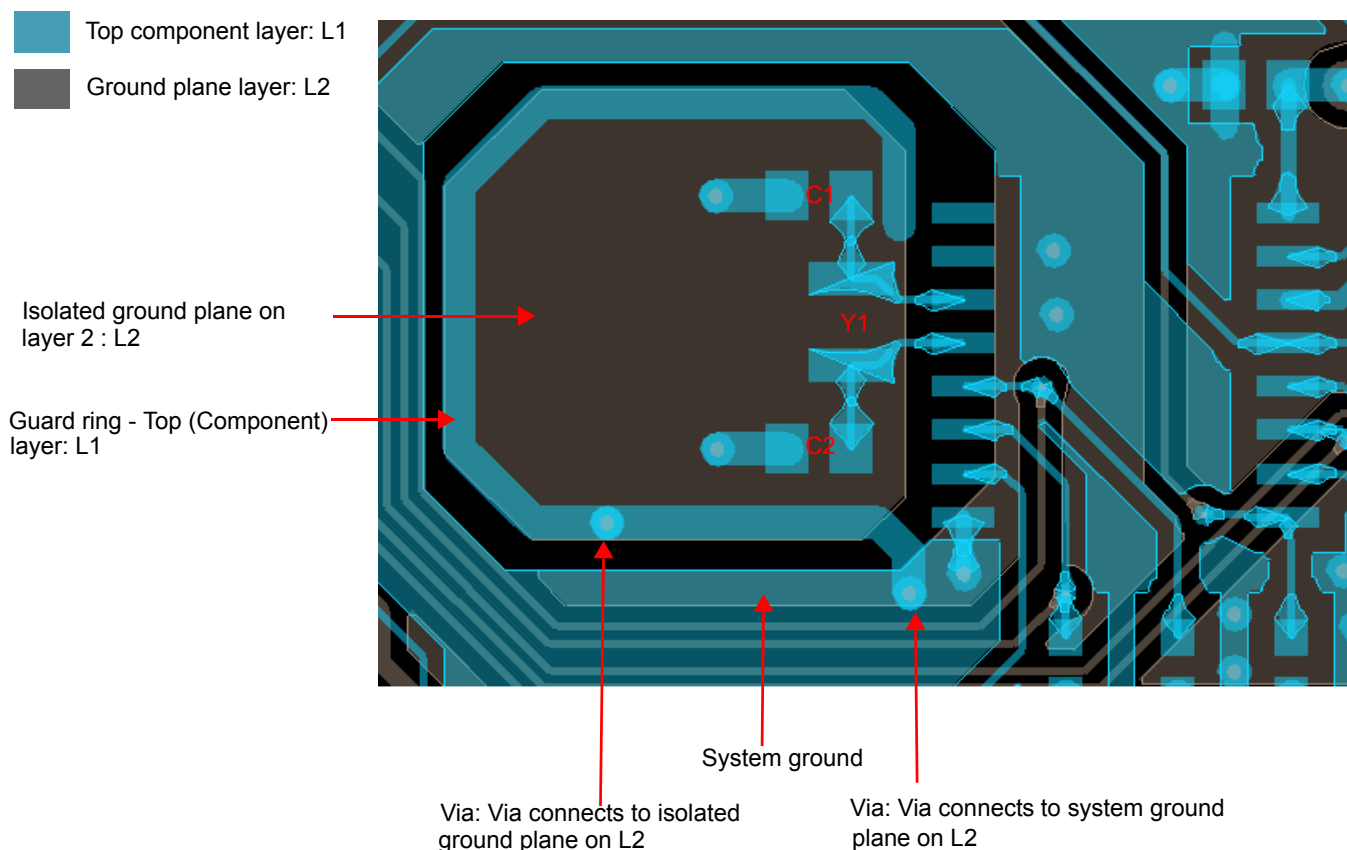 Top component layer: L1
Ground plane layer: L2
C1
Isolated ground plane on
layer 2 : L2
Y1
Guard ring - Top (Component)
layer: L1
C2
System ground
Via: Via connects to isolated
ground plane on L2
Via: Via connects to system ground
plane on L2